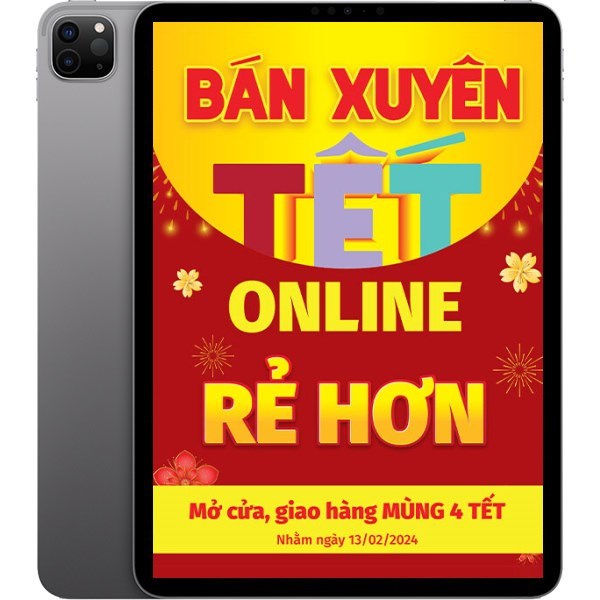 BÁN XUYÊN
TẾT
ONLINE
RẺ HƠN
Mở cửa, giao hàng MÙNG 4 TẾT
Nhằm ngày 13/02/2024